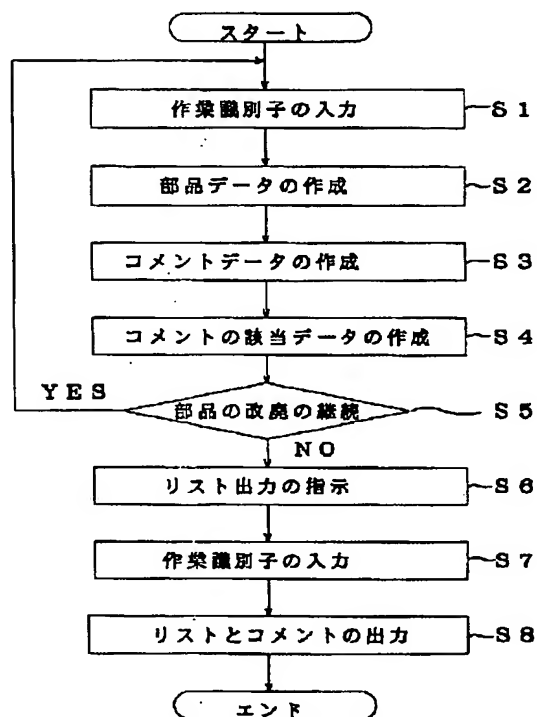 スタート
作業識別子の入力 S1
部品データの作成 S2
コメントデータの作成 S3
コメントの該当データの作成 S4
YES
部品の改廃の継続 S5
NO
リスト出力の指示 S6
作業識別子の入力 S7
リストとコメントの出力 S8
エンド